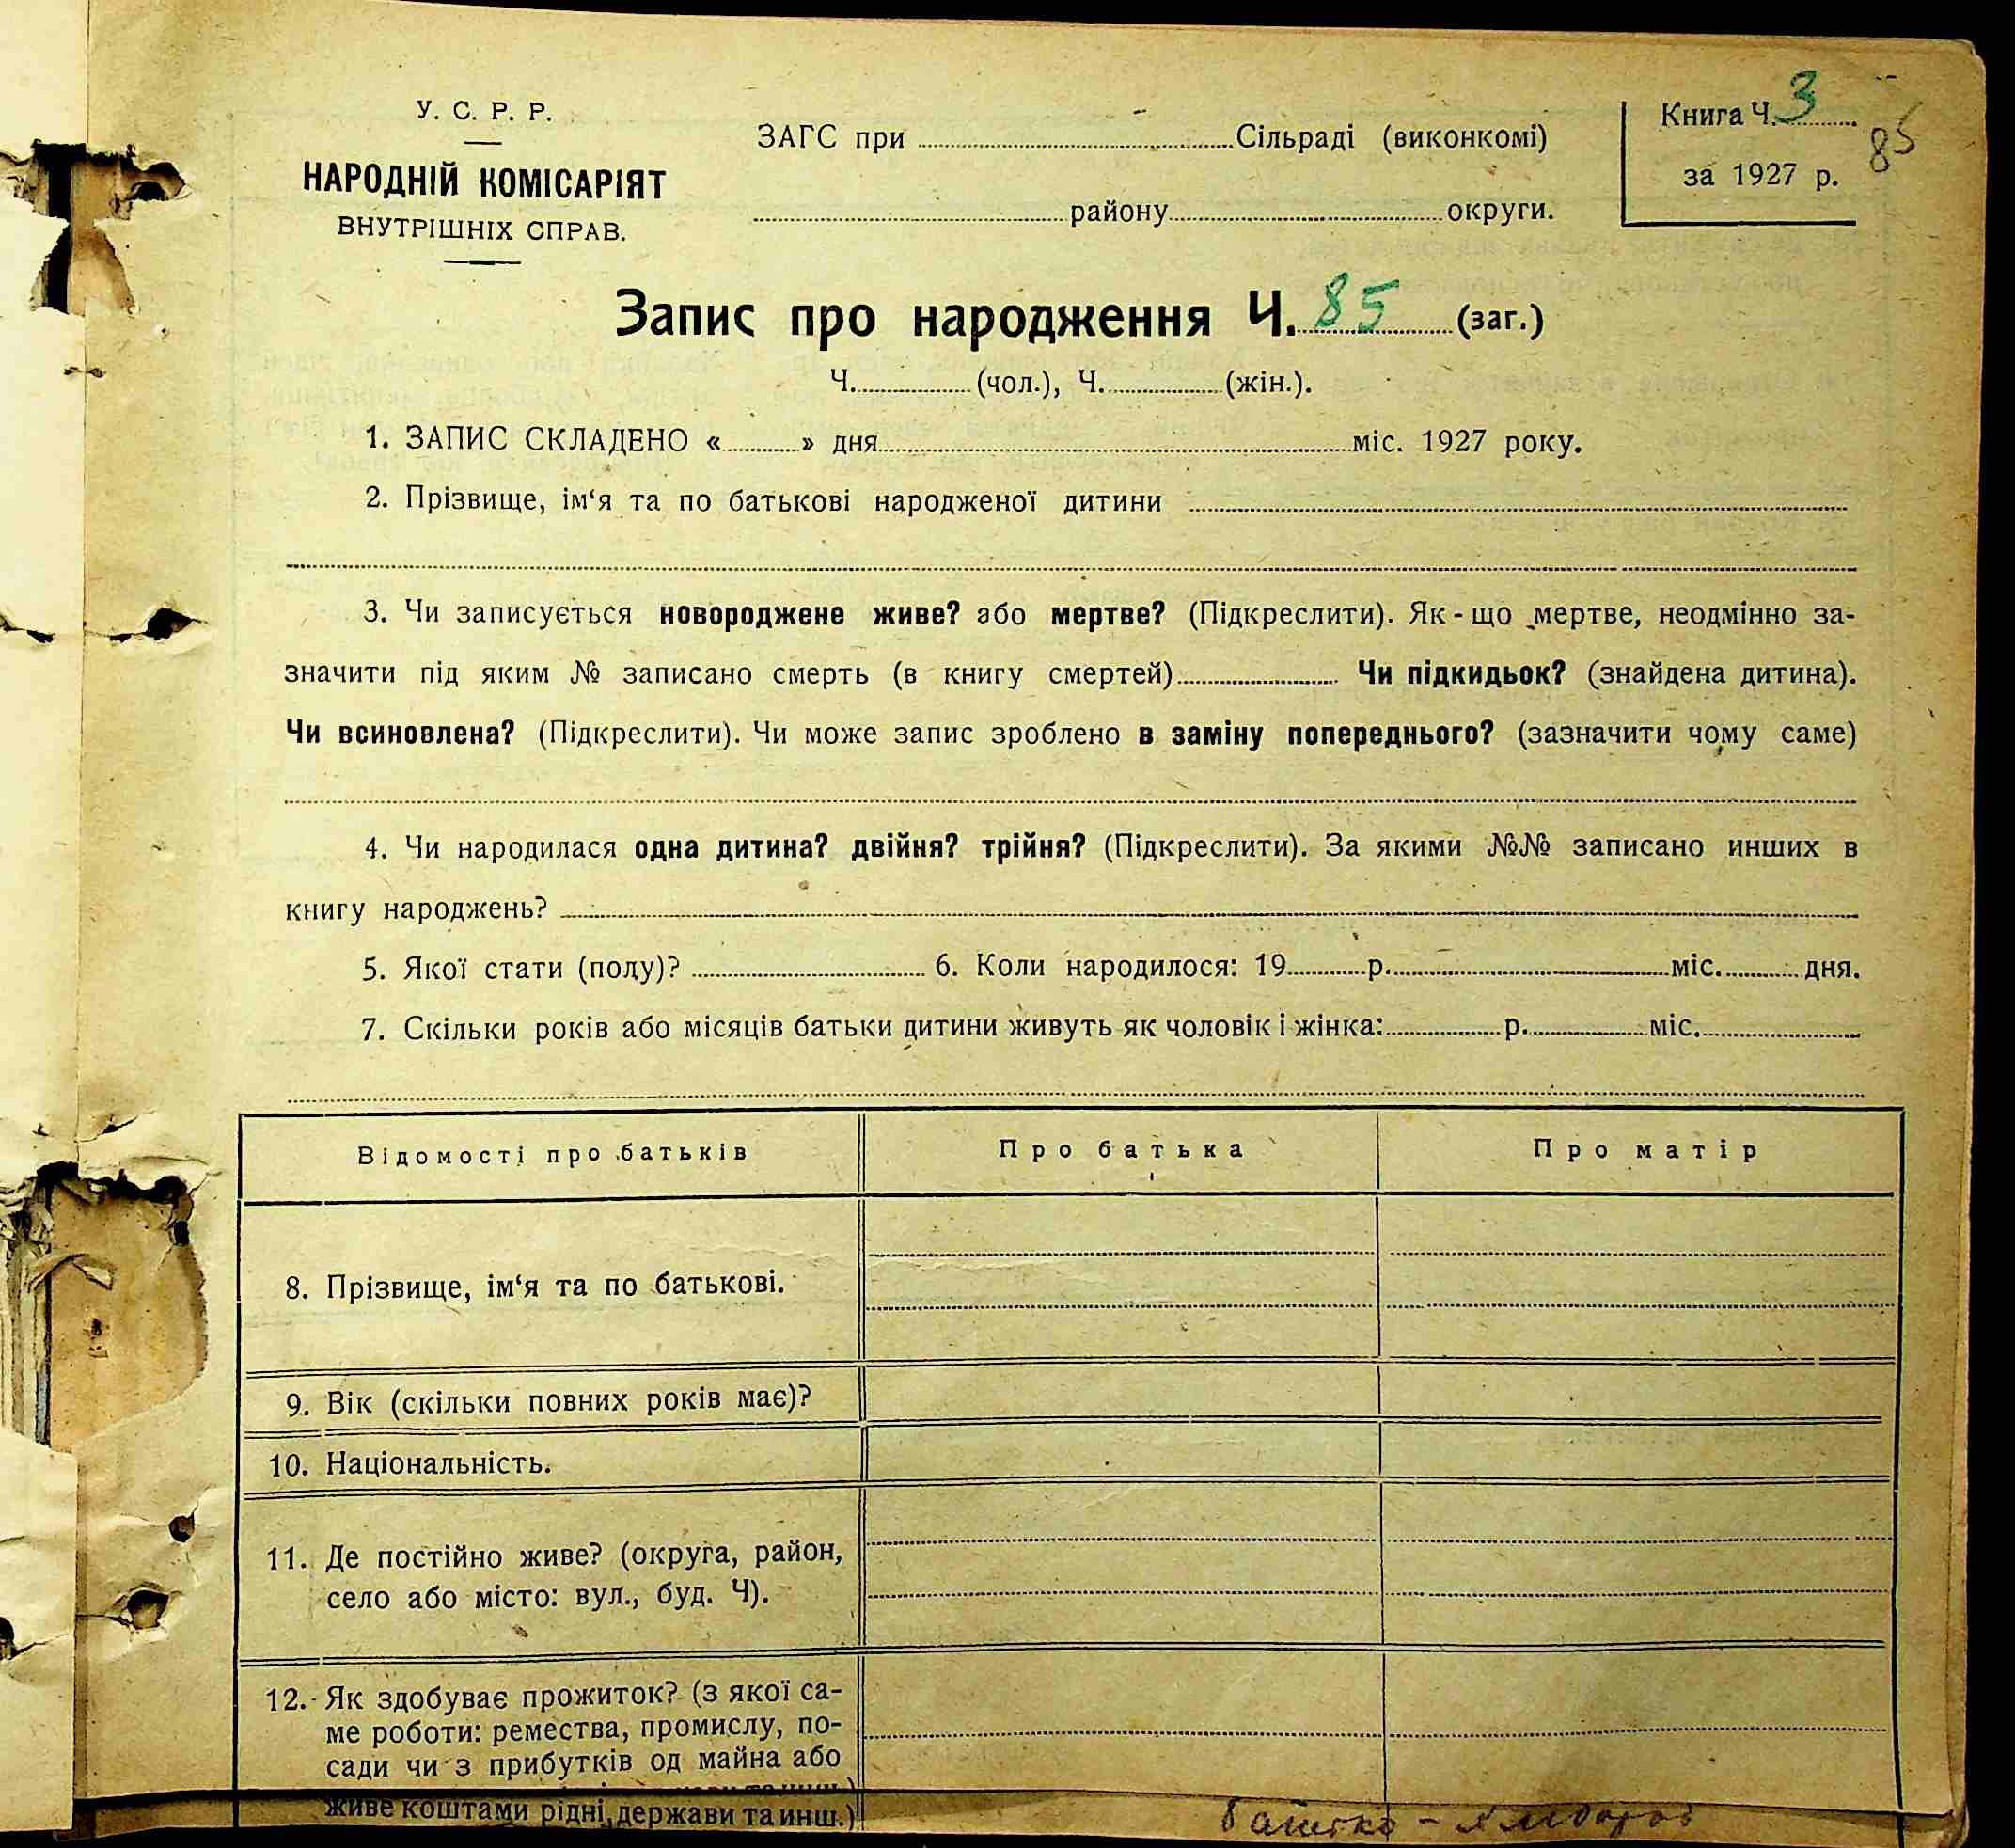 У. С. Р. Р.
НАРОДНІЙ КОМІСАРІЯТ
ВНУТРІШНІХ СПРАВ.
ЗАГС при ........ Сільраді (виконкомі)
........ району ........ округи.
Книга Ч. 3
за 1927 р.
85
Запис про народження Ч. 85 (заг.)
Ч. ........ (чол.), Ч. ........ (жін.).
1. ЗАПИС СКЛАДЕНО «........» дня ........ міс. 1927 року.
2. Прізвище, ім‘я та по батькові народженої дитини ........
3. Чи записується новороджене живе? або мертве? (Підкреслити). Як-що мертве, неодмінно за-
значити під яким № записано смерть (в книгу смертей) ........ Чи підкидьок? (знайдена дитина).
Чи всиновлена? (Підкреслити). Чи може запис зроблено в заміну попереднього? (зазначити чому саме)
4. Чи народилася одна дитина? двійня? трійня? (Підкреслити). За якими №№ записано инших в
книгу народжень? ........
5. Якої стати (полу)? ........ 6. Коли народилося: 19........ р. ........ міс. ........ дня.
7. Скільки років або місяців батьки дитини живуть як чоловік і жінка: ........ р. ........ міс. ........
Відомості про батьків Про батька Про матір
8. Прізвище, ім‘я та по батькові.
9. Вік (скільки повних років має)?
10. Національність.
11. Де постійно живе? (округа, район,
село або місто: вул., буд. Ч).
12. Як здобуває прожиток? (з якої са-
ме роботи: ремества, промислу, по-
сади чи з прибутків од майна або
живе коштами рідні, держави та инш.)